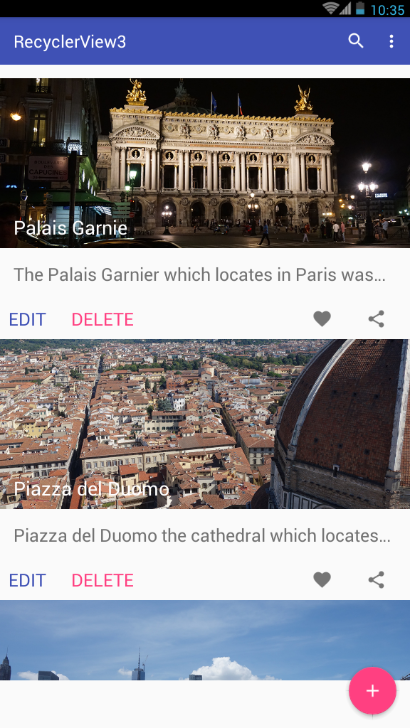 10:35
RecyclerView3
Palais Garnie
The Palais Garnier which locates in Paris was...
EDIT DELETE
Piazza del Duomo
Piazza del Duomo the cathedral which locates...
EDIT DELETE